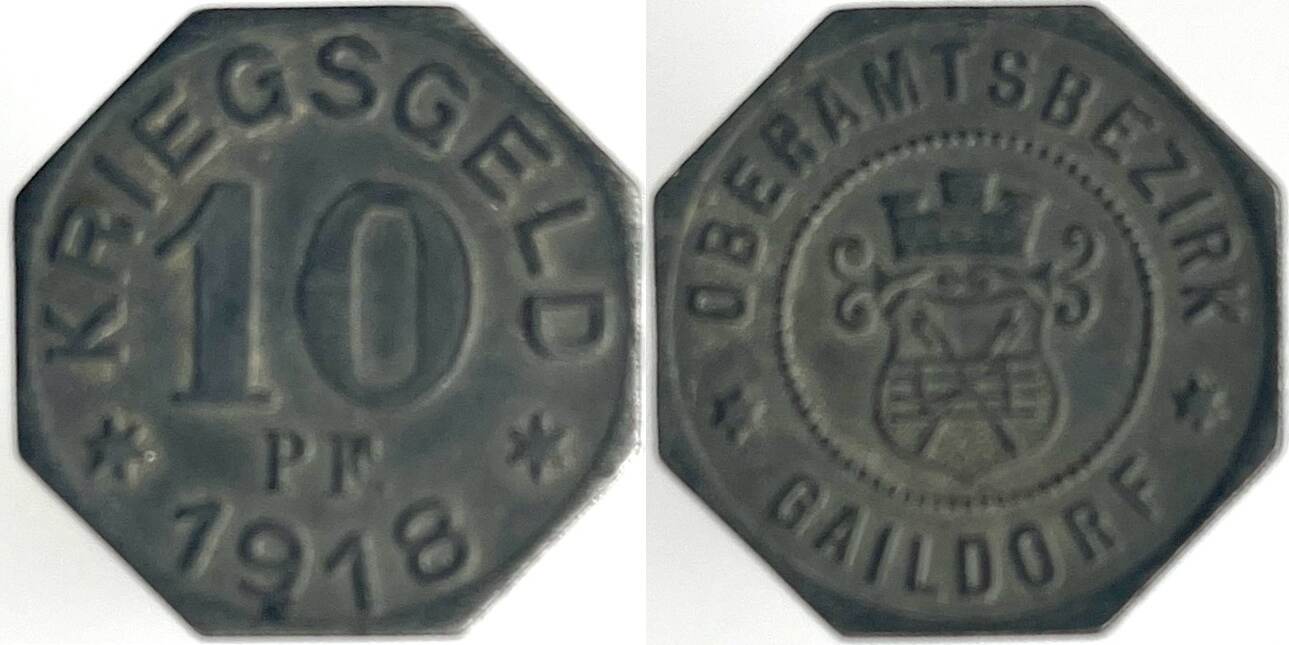 KRIEGSGELD
10
PF.
1918
OBERAMTSBEZIRK
GAILDORF